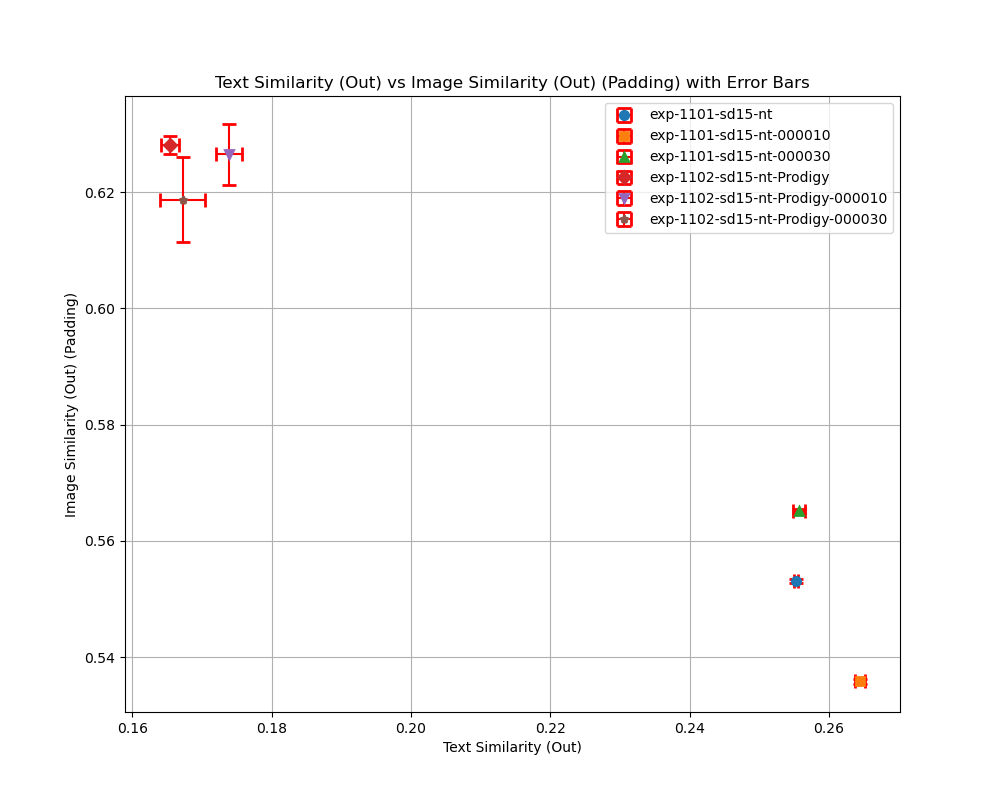 Text Similarity (Out) vs Image Similarity (Out) (Padding) with Error Bars
exp-1101-sd15-nt
exp-1101-sd15-nt-000010
exp-1101-sd15-nt-000030
exp-1102-sd15-nt-Prodigy
exp-1102-sd15-nt-Prodigy-000010
exp-1102-sd15-nt-Prodigy-000030
Image Similarity (Out) (Padding)
0.62
0.60
0.58
0.56
0.54
0.16 0.18 0.20 0.22 0.24 0.26
Text Similarity (Out)